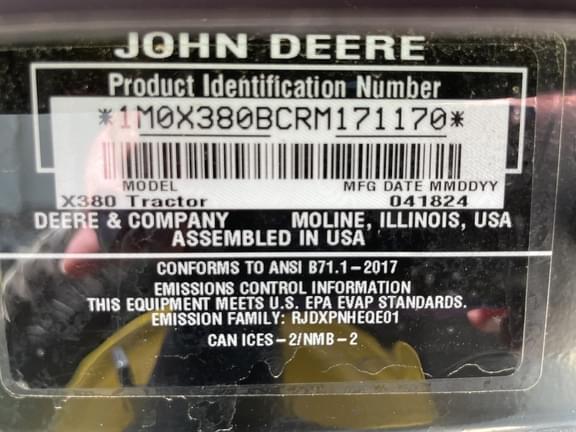 JOHN DEERE
Product Identification Number
*1M0X380BCRM171170*
MODEL MFG DATE MMDDYY
X380 Tractor 041824
DEERE & COMPANY MOLINE, ILLINOIS, USA
ASSEMBLED IN USA
CONFORMS TO ANSI B71.1-2017
EMISSIONS CONTROL INFORMATION
THIS EQUIPMENT MEETS U.S. EPA EVAP STANDARDS.
EMISSION FAMILY: RJDXPNHEQE01
CAN ICES-2/NMB-2